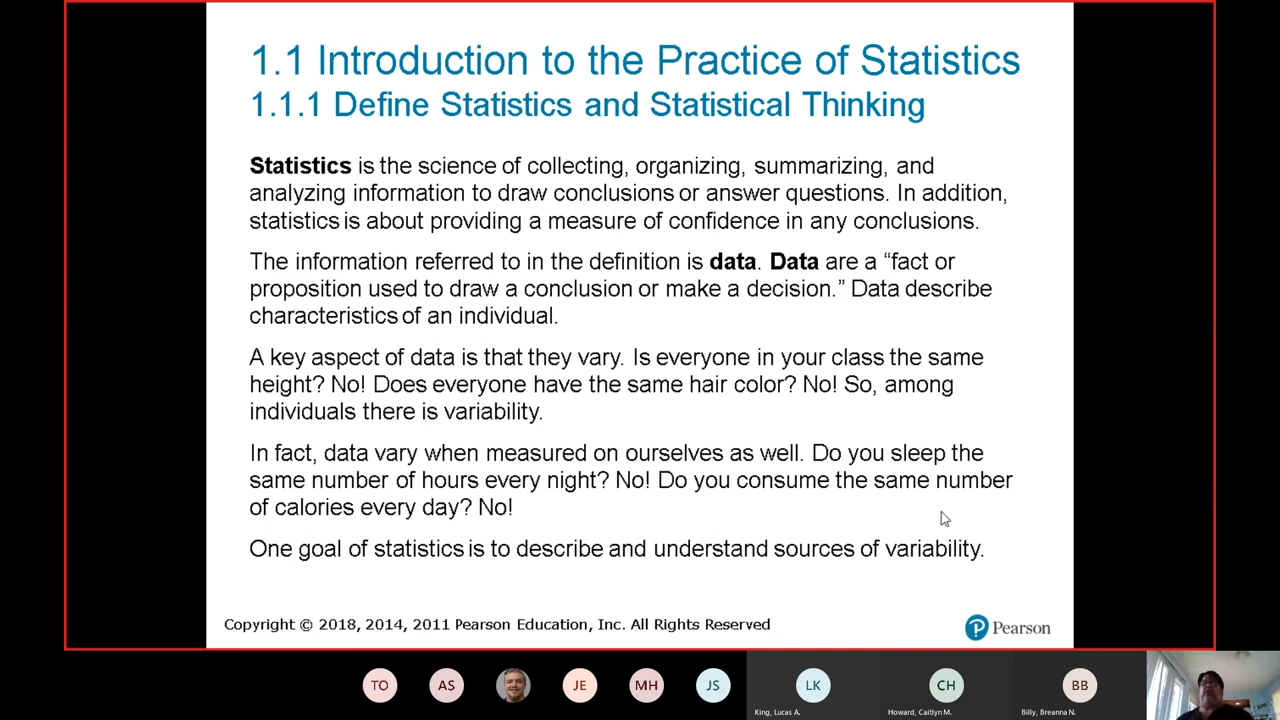 1.1 Introduction to the Practice of Statistics
1.1.1 Define Statistics and Statistical Thinking
Statistics is the science of collecting, organizing, summarizing, and
analyzing information to draw conclusions or answer questions. In addition,
statistics is about providing a measure of confidence in any conclusions.
The information referred to in the definition is data. Data are a “fact or
proposition used to draw a conclusion or make a decision.” Data describe
characteristics of an individual.
A key aspect of data is that they vary. Is everyone in your class the same
height? No! Does everyone have the same hair color? No! So, among
individuals there is variability.
In fact, data vary when measured on ourselves as well. Do you sleep the
same number of hours every night? No! Do you consume the same number
of calories every day? No!
One goal of statistics is to describe and understand sources of variability.
Copyright © 2018, 2014, 2011 Pearson Education, Inc. All Rights Reserved
P Pearson
TO AS JE MH JS LK CH BB
King, Lucas A. Howard, Caitlyn M. Billy, Breanna N.